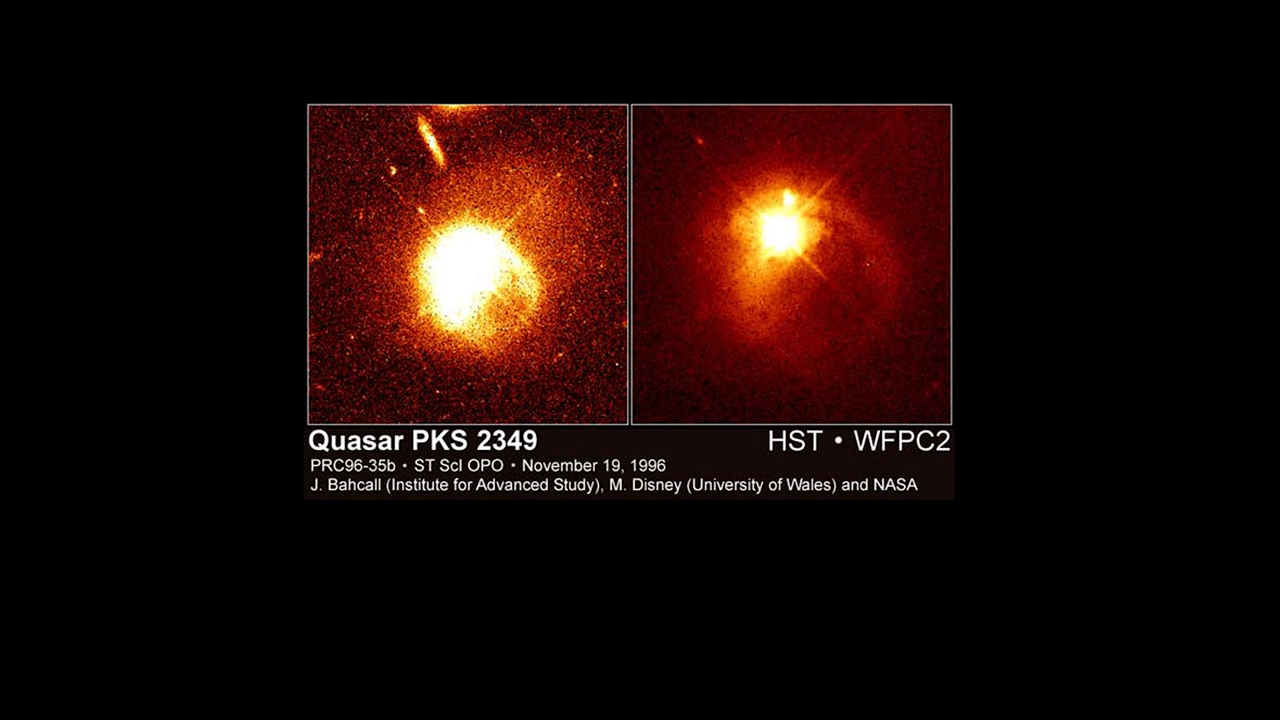 Quasar PKS 2349
HST • WFPC2
PRC96-35b • ST ScI OPO • November 19, 1996
J. Bahcall (Institute for Advanced Study), M. Disney (University of Wales) and NASA